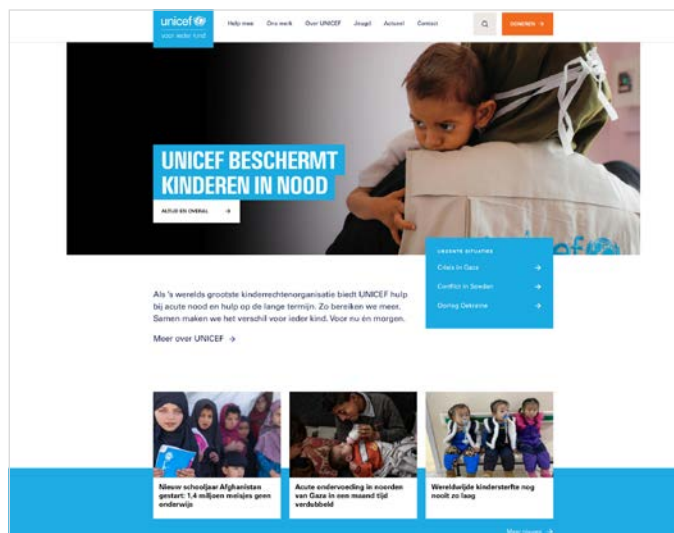 unicef
voor ieder kind
Help mee Ons werk Over UNICEF Jeugd Actueel Contact
DONEREN →
UNICEF BESCHERMT
KINDEREN IN NOOD
ALTIJD EN OVERAL →
unicef
URGENTE SITUATIES
Crisis in Gaza →
Conflict in Soedan →
Oorlog Oekraïne →
Als 's werelds grootste kinderrechtenorganisatie biedt UNICEF hulp
bij acute nood en hulp op de lange termijn. Zo bereiken we meer.
Samen maken we het verschil voor ieder kind. Voor nu én morgen.
Meer over UNICEF →
Nieuw schooljaar Afghanistan
gestart: 1,4 miljoen meisjes geen
onderwijs
Acute ondervoeding in noorden
van Gaza in een maand tijd
verdubbeld
Wereldwijde kindersterfte nog
nooit zo laag
Meer nieuws →